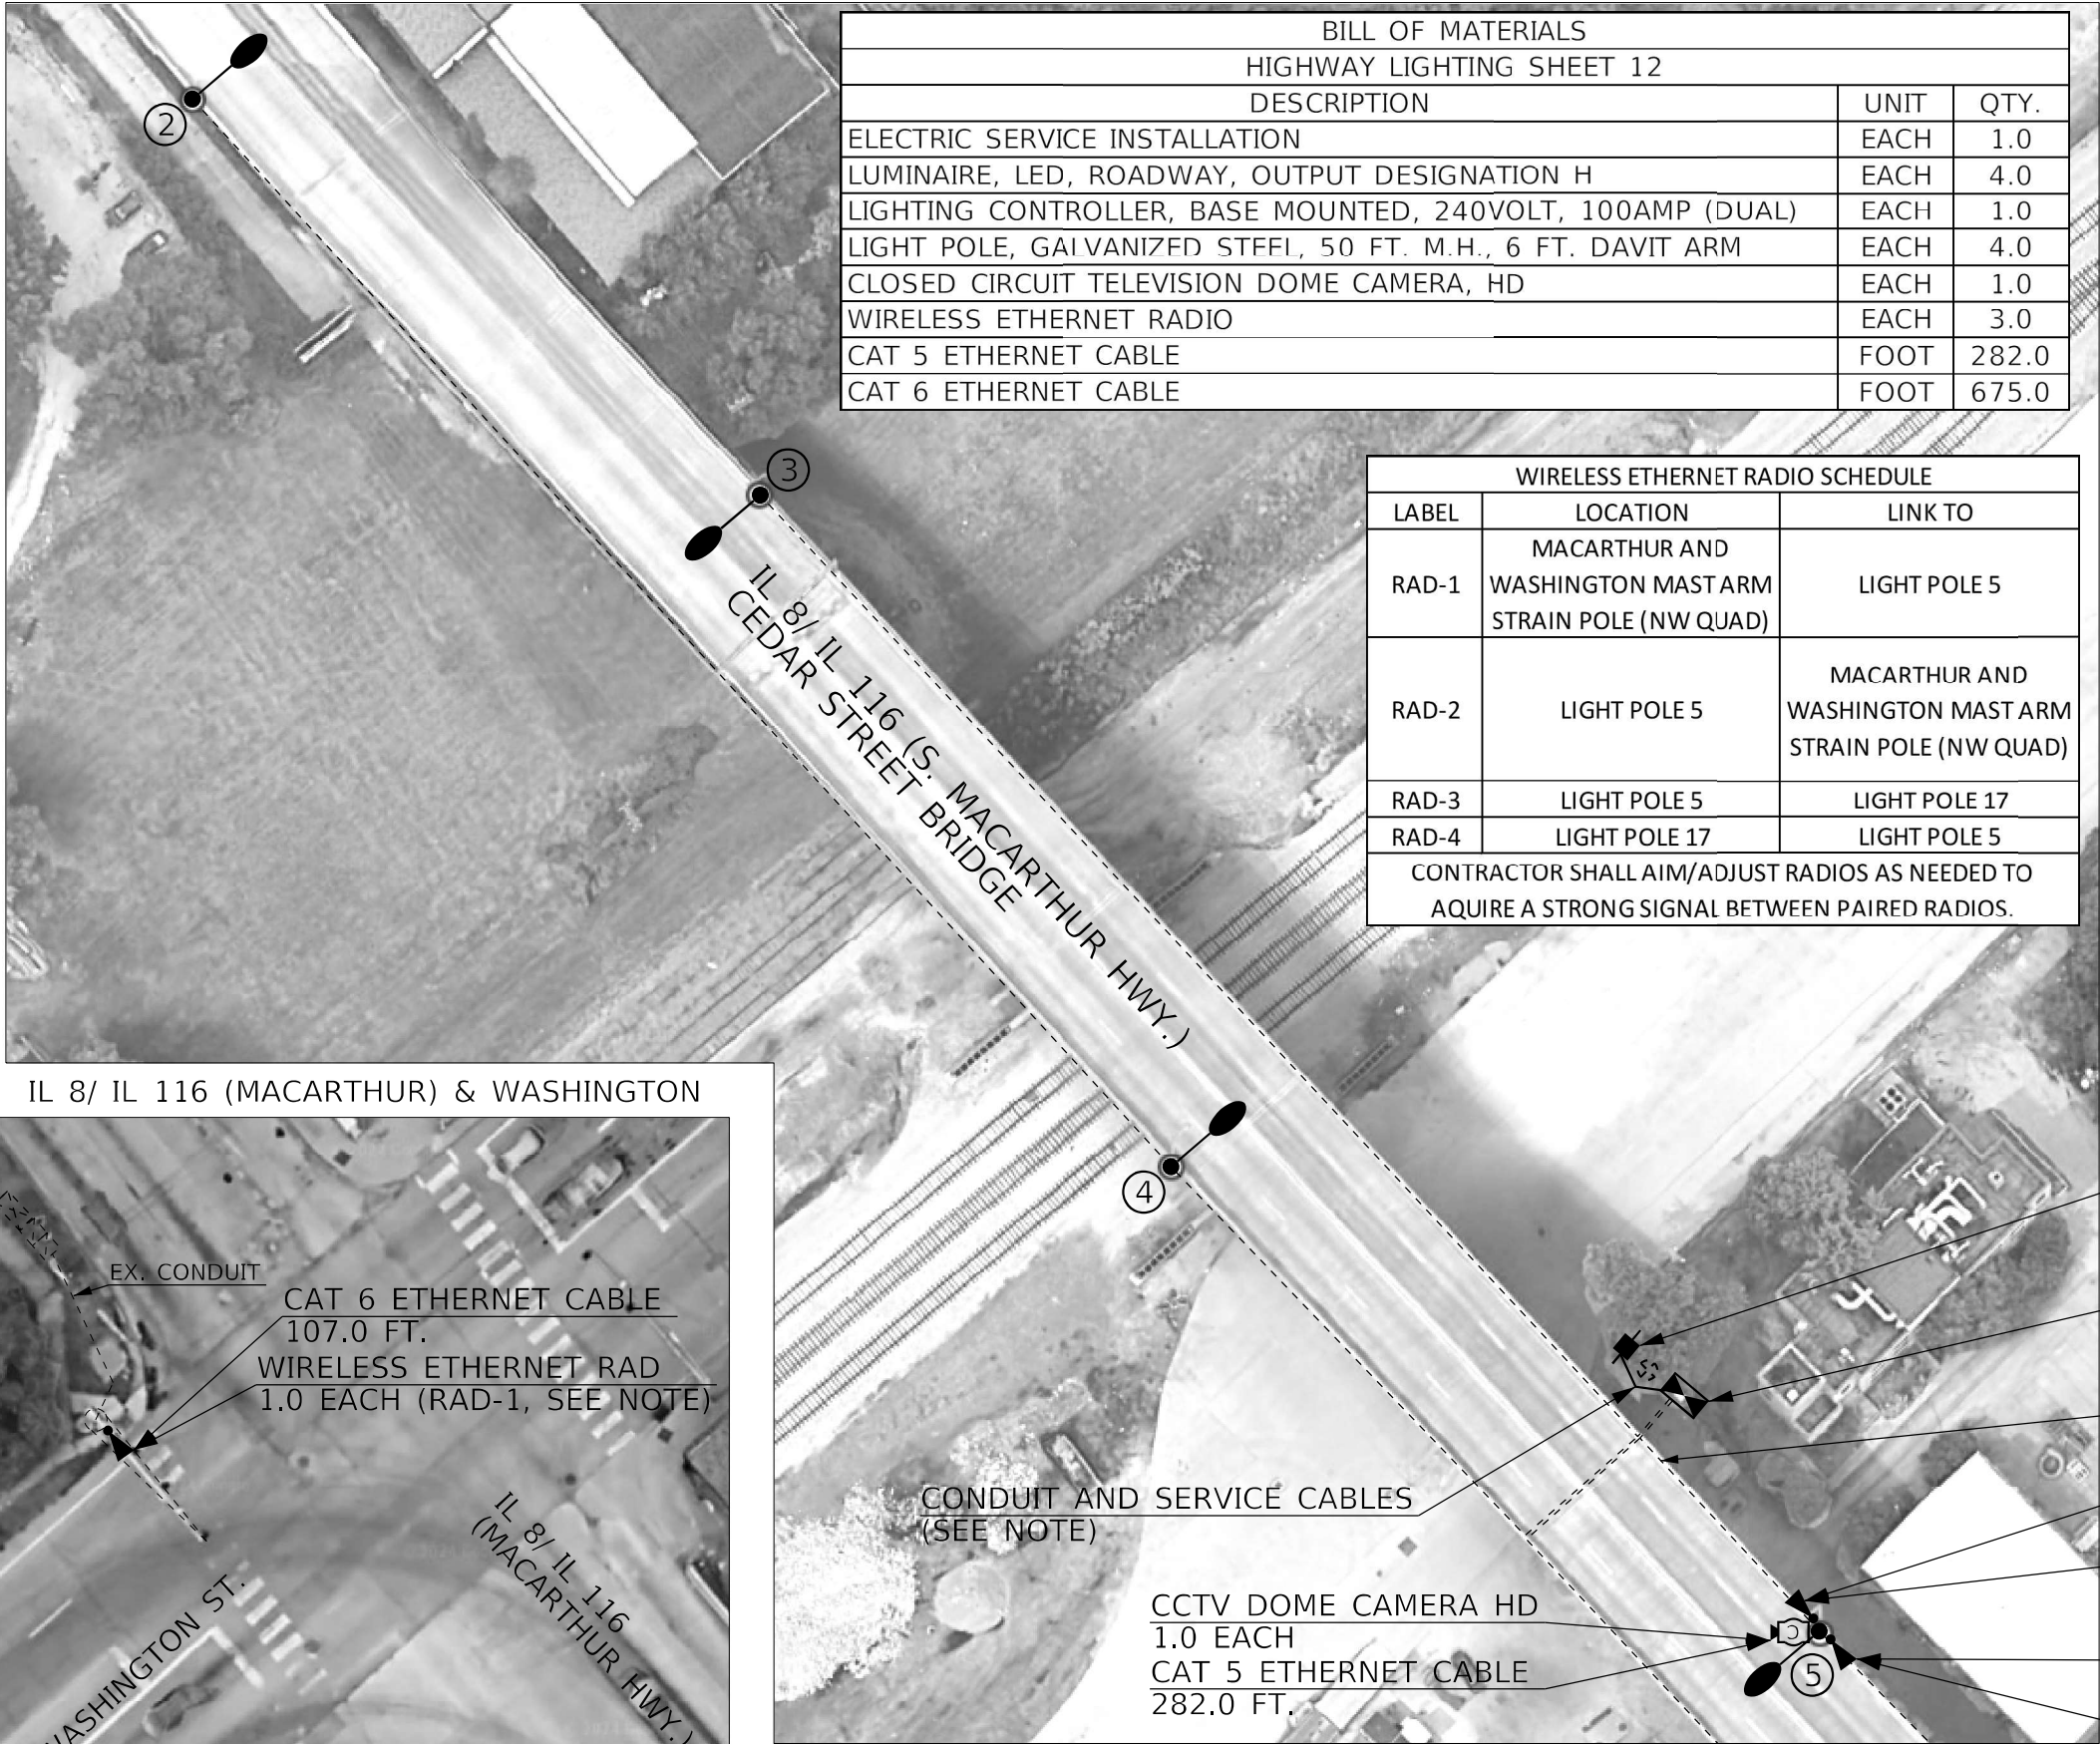 BILL OF MATERIALS
HIGHWAY LIGHTING SHEET 12
DESCRIPTION UNIT QTY.
ELECTRIC SERVICE INSTALLATION EACH 1.0
LUMINAIRE, LED, ROADWAY, OUTPUT DESIGNATION H EACH 4.0
LIGHTING CONTROLLER, BASE MOUNTED, 240VOLT, 100AMP (DUAL) EACH 1.0
LIGHT POLE, GALVANIZED STEEL, 50 FT. M.H., 6 FT. DAVIT ARM EACH 4.0
CLOSED CIRCUIT TELEVISION DOME CAMERA, HD EACH 1.0
WIRELESS ETHERNET RADIO EACH 3.0
CAT 5 ETHERNET CABLE FOOT 282.0
CAT 6 ETHERNET CABLE FOOT 675.0
2
3
WIRELESS ETHERNET RADIO SCHEDULE
LABEL LOCATION LINK TO
RAD-1 MACARTHUR AND
WASHINGTON MAST ARM
STRAIN POLE (NW QUAD) LIGHT POLE 5
RAD-2 LIGHT POLE 5 MACARTHUR AND
WASHINGTON MAST ARM
STRAIN POLE (NW QUAD)
RAD-3 LIGHT POLE 5 LIGHT POLE 17
RAD-4 LIGHT POLE 17 LIGHT POLE 5
CONTRACTOR SHALL AIM/ADJUST RADIOS AS NEEDED TO
AQUIRE A STRONG SIGNAL BETWEEN PAIRED RADIOS.
IL 8/ IL 116 (S. MACARTHUR HWY.)
CEDAR STREET BRIDGE
4
IL 8/ IL 116 (MACARTHUR) & WASHINGTON
EX. CONDUIT
CAT 6 ETHERNET CABLE
107.0 FT.
WIRELESS ETHERNET RAD
1.0 EACH (RAD-1, SEE NOTE)
IL 8/ IL 116
(MACARTHUR HWY.)
WASHINGTON ST.
CONDUIT AND SERVICE CABLES
(SEE NOTE)
CCTV DOME CAMERA HD
1.0 EACH
CAT 5 ETHERNET CABLE
282.0 FT.
C
5